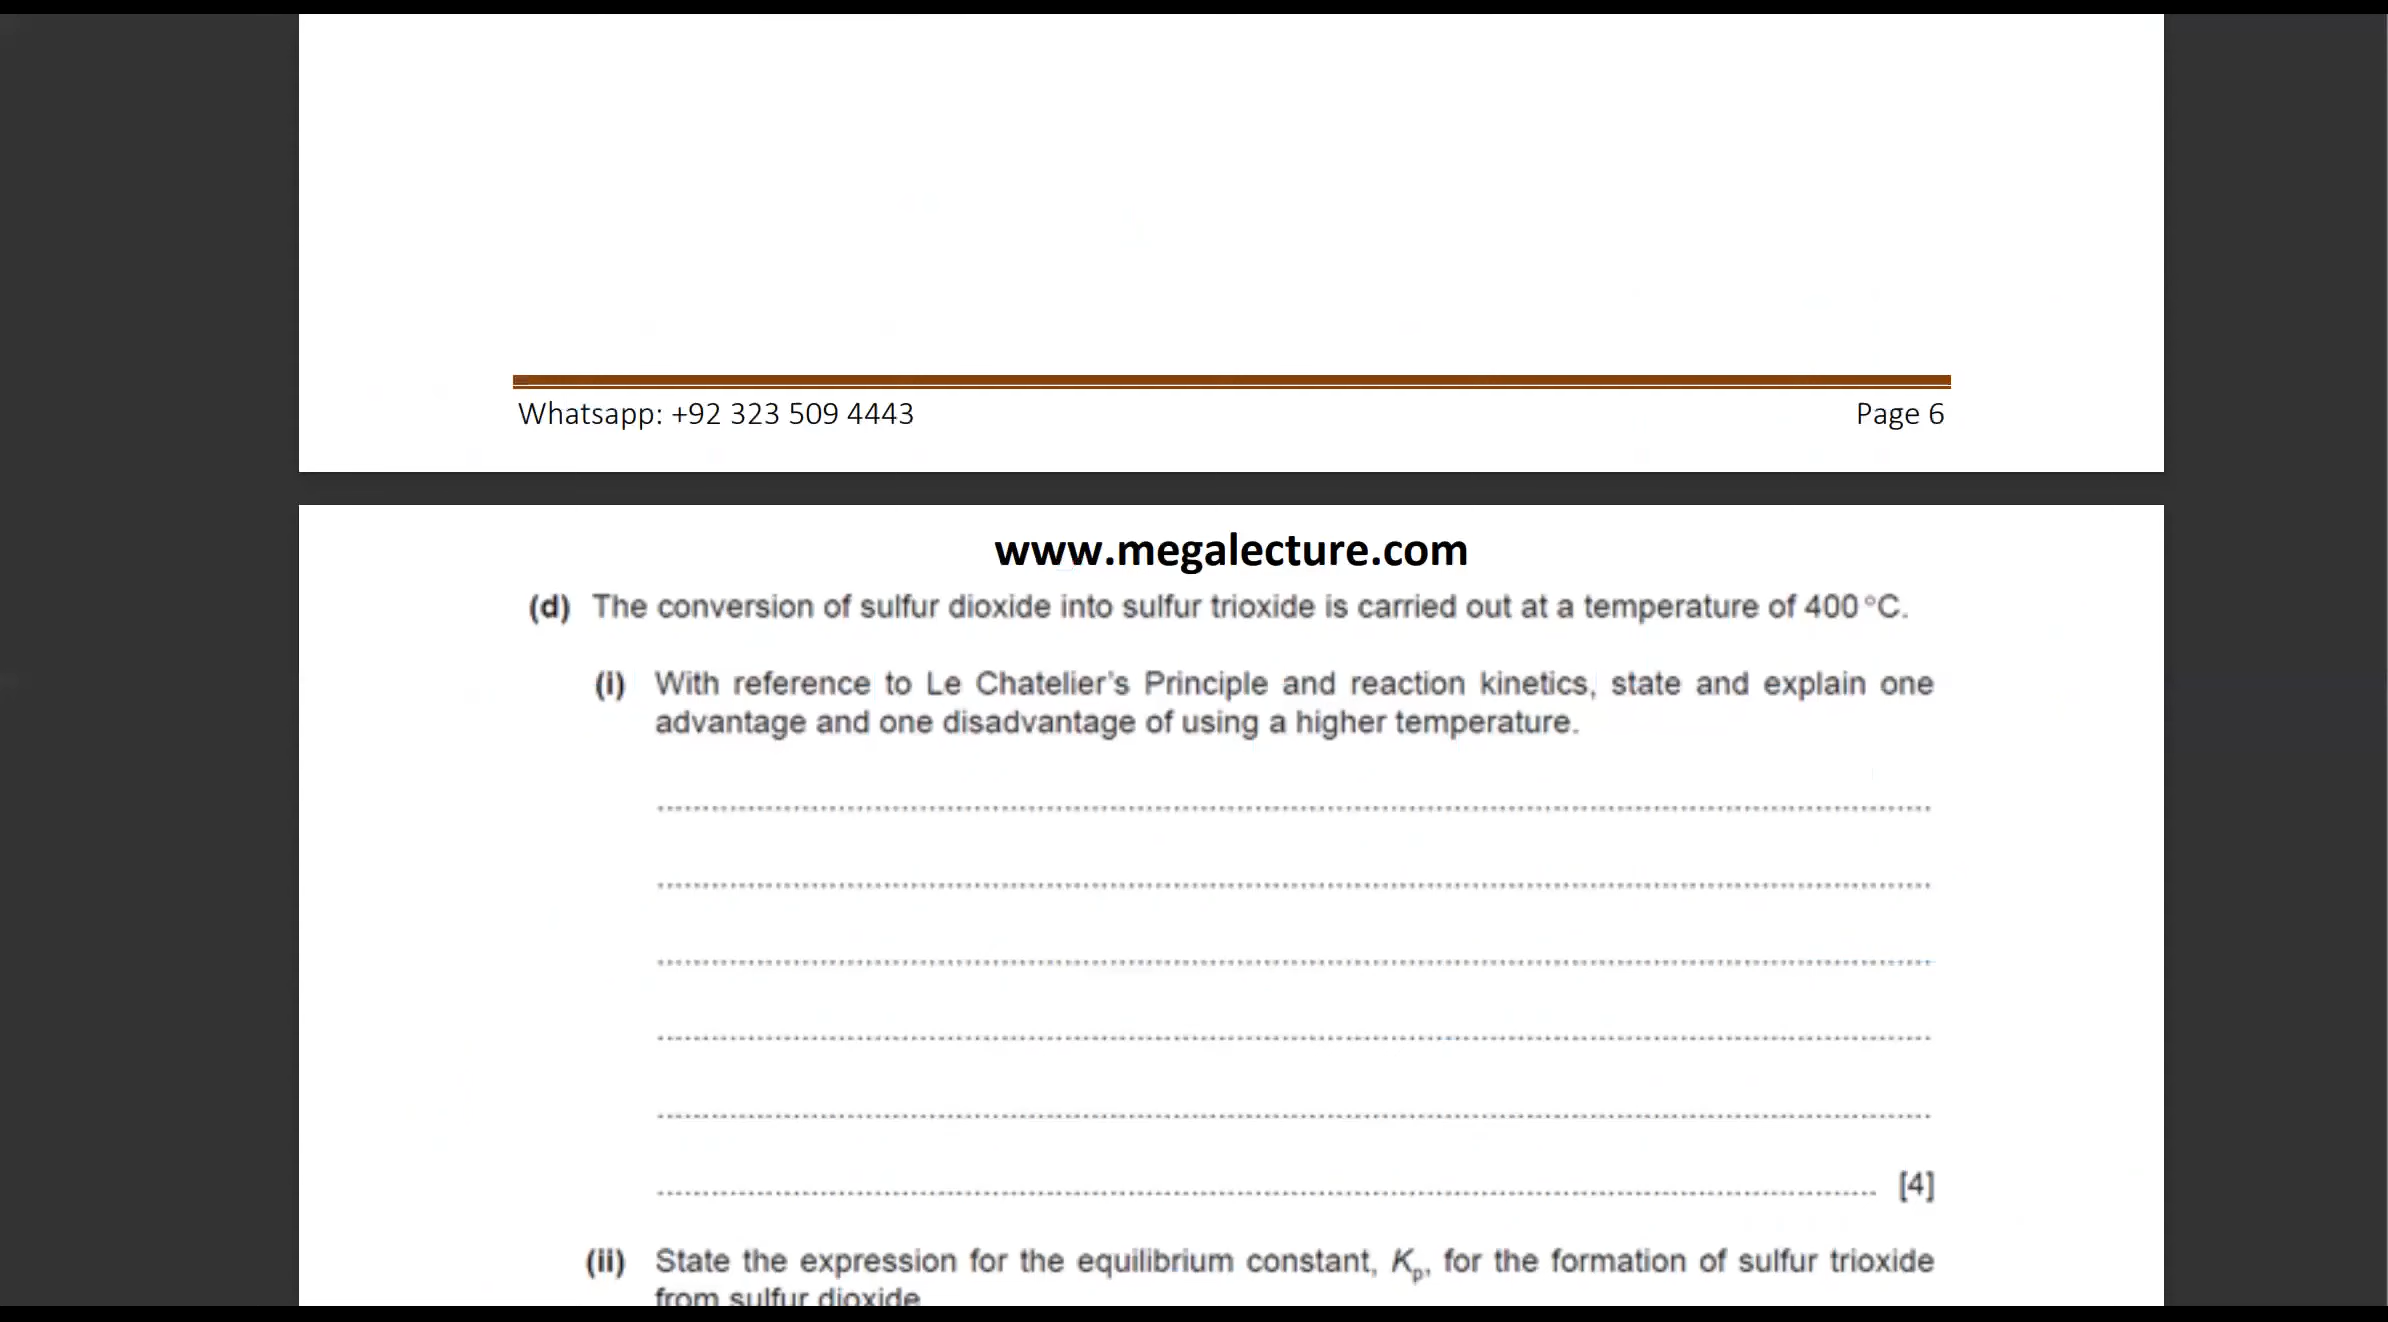 Whatsapp: +92 323 509 4443
Page 6
www.megalecture.com
(d) The conversion of sulfur dioxide into sulfur trioxide is carried out at a temperature of 400 °C.
(i) With reference to Le Chatelier's Principle and reaction kinetics, state and explain one
advantage and one disadvantage of using a higher temperature.
[4]
(ii) State the expression for the equilibrium constant, Kp, for the formation of sulfur trioxide
from sulfur dioxide